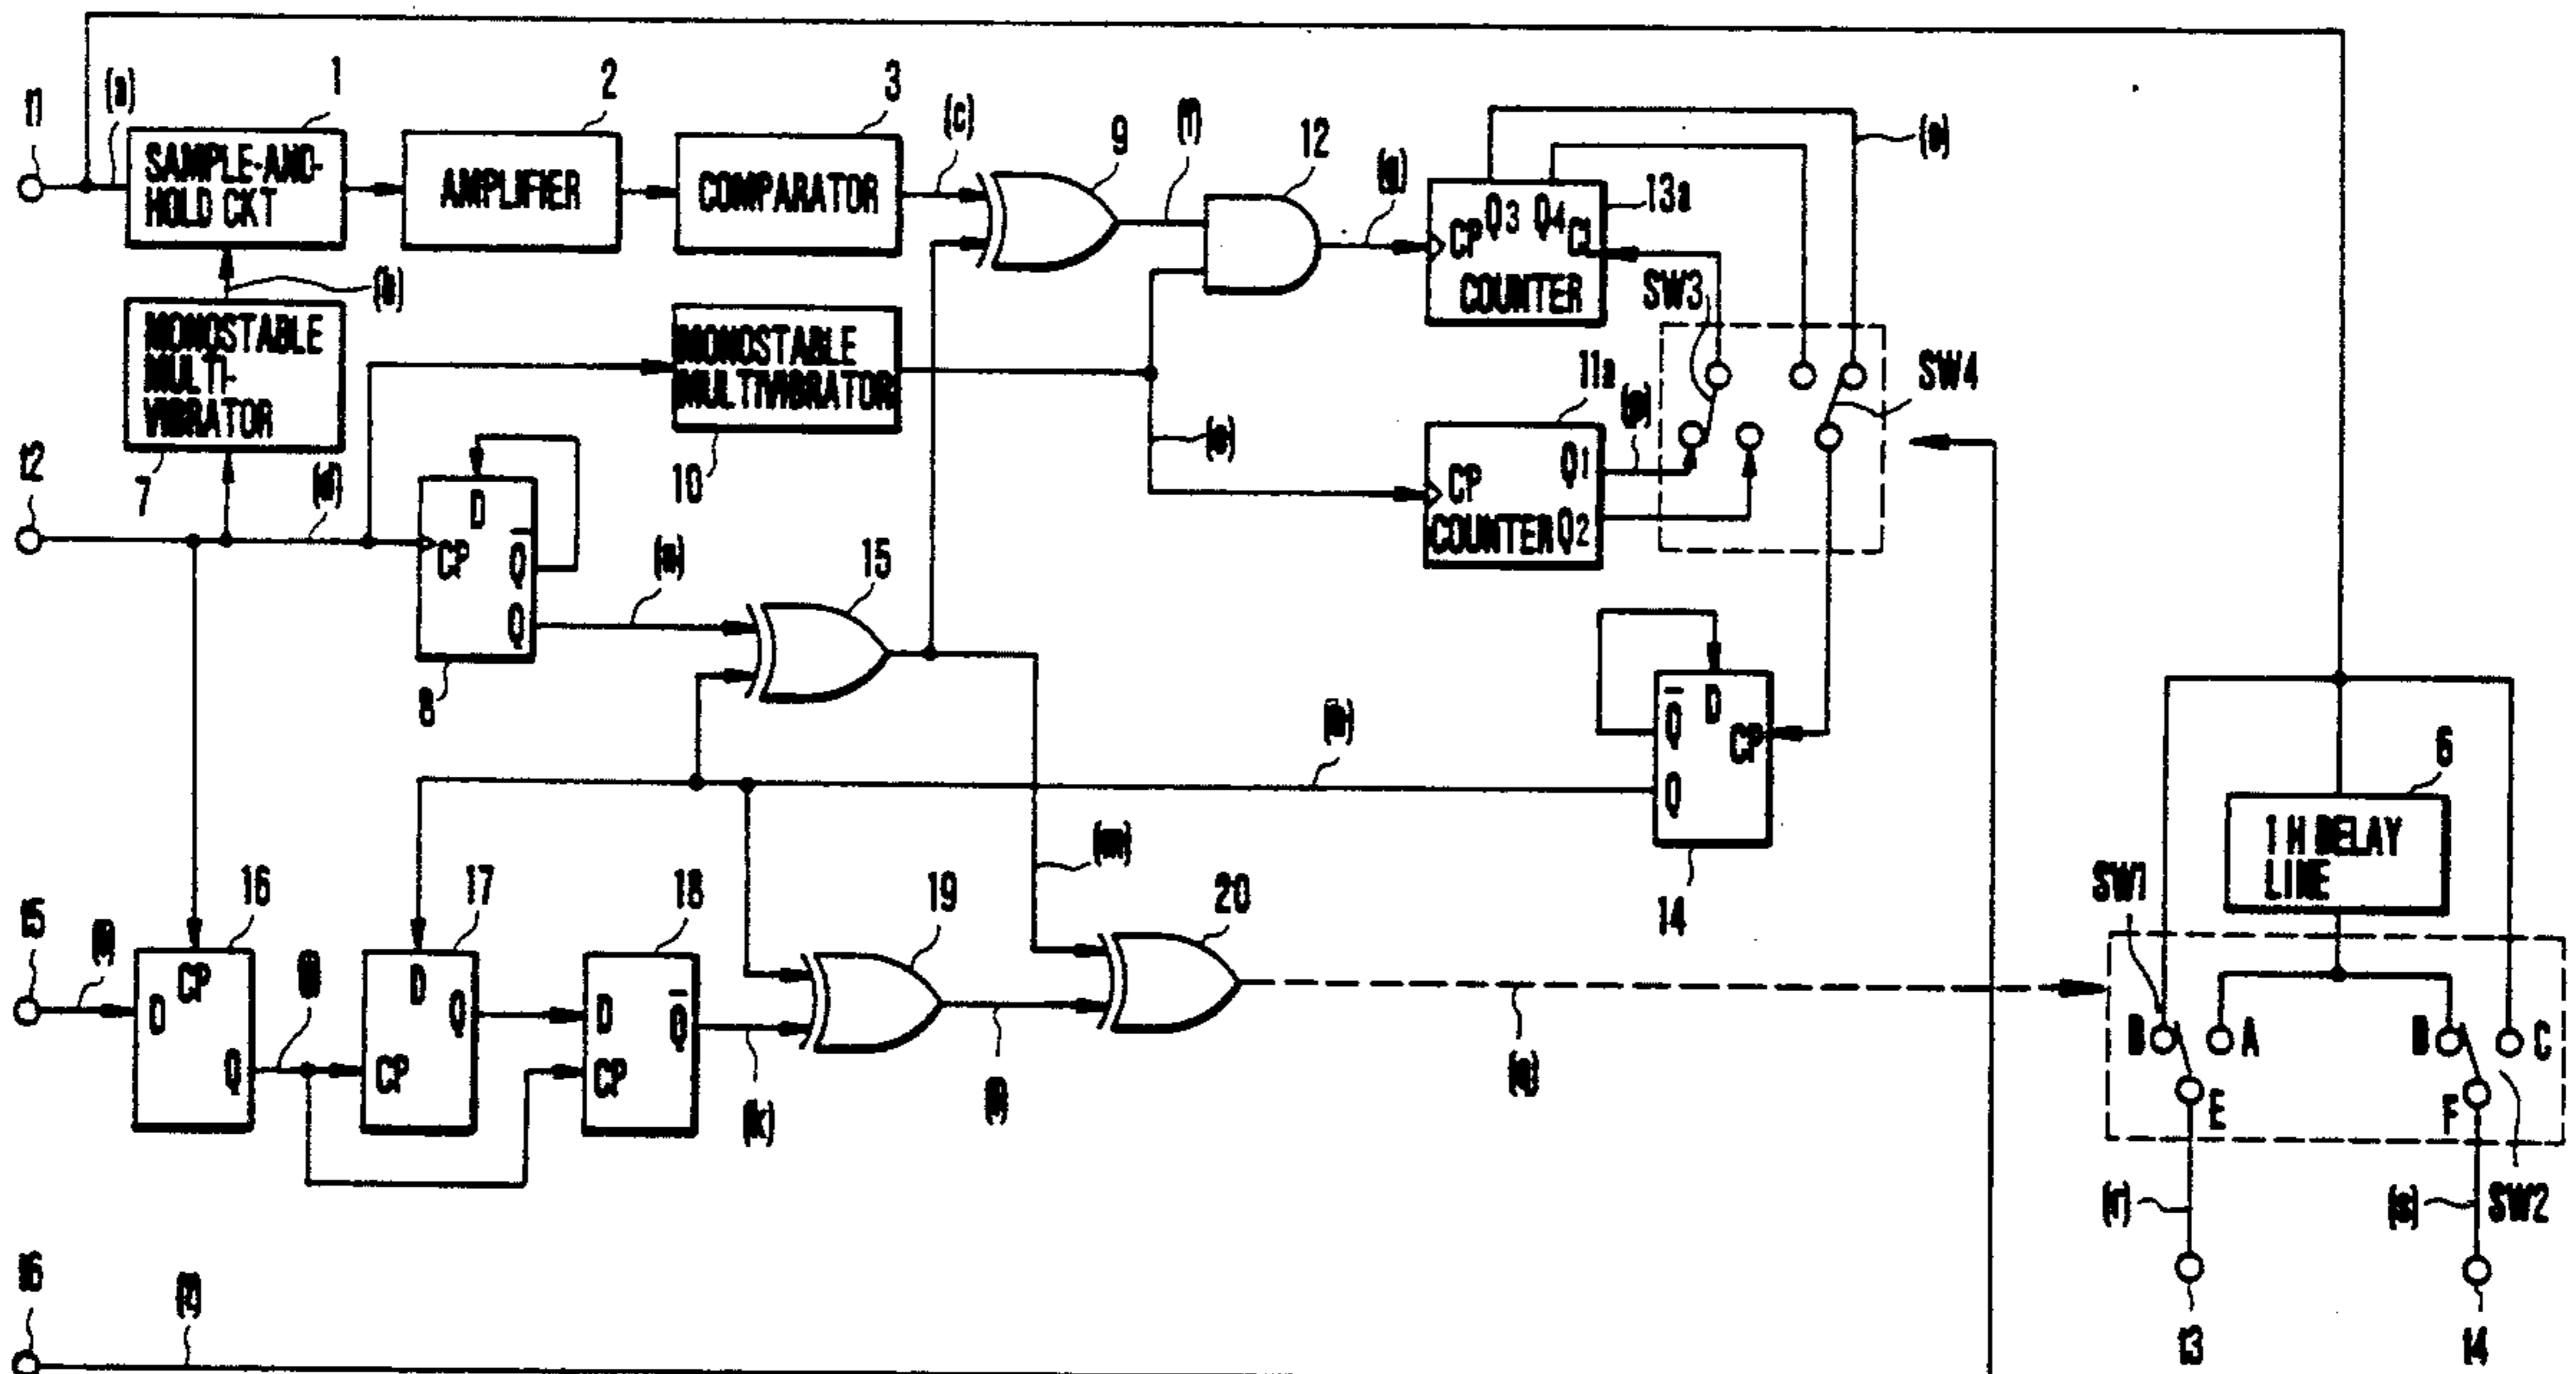 1
2
3
t1
(a)
SAMPLE-AND-
HOLD CKT
AMPLIFIER
COMPARATOR
(c)
9
(f)
12
(g)
CP Q3 Q4 CL
COUNTER
13a
(o)
SW3
SW4
(b)
MONOSTABLE
MULTI-
VIBRATOR
7
MONOSTABLE
MULTIVIBRATOR
10
(e)
11a
(p)
CP Q1
COUNTER Q2
t2
(d)
D
CP Q̅
Q
8
15
Q̅ D
CP
Q
14
6
1 H DELAY
LINE
(m)
t5
16
CP
D
Q
17
D
Q
CP
18
D Q̅
CP
(k)
19
20
SW1
B A
B C
E
F
(r)
(s)
SW2
t3
t4
t6